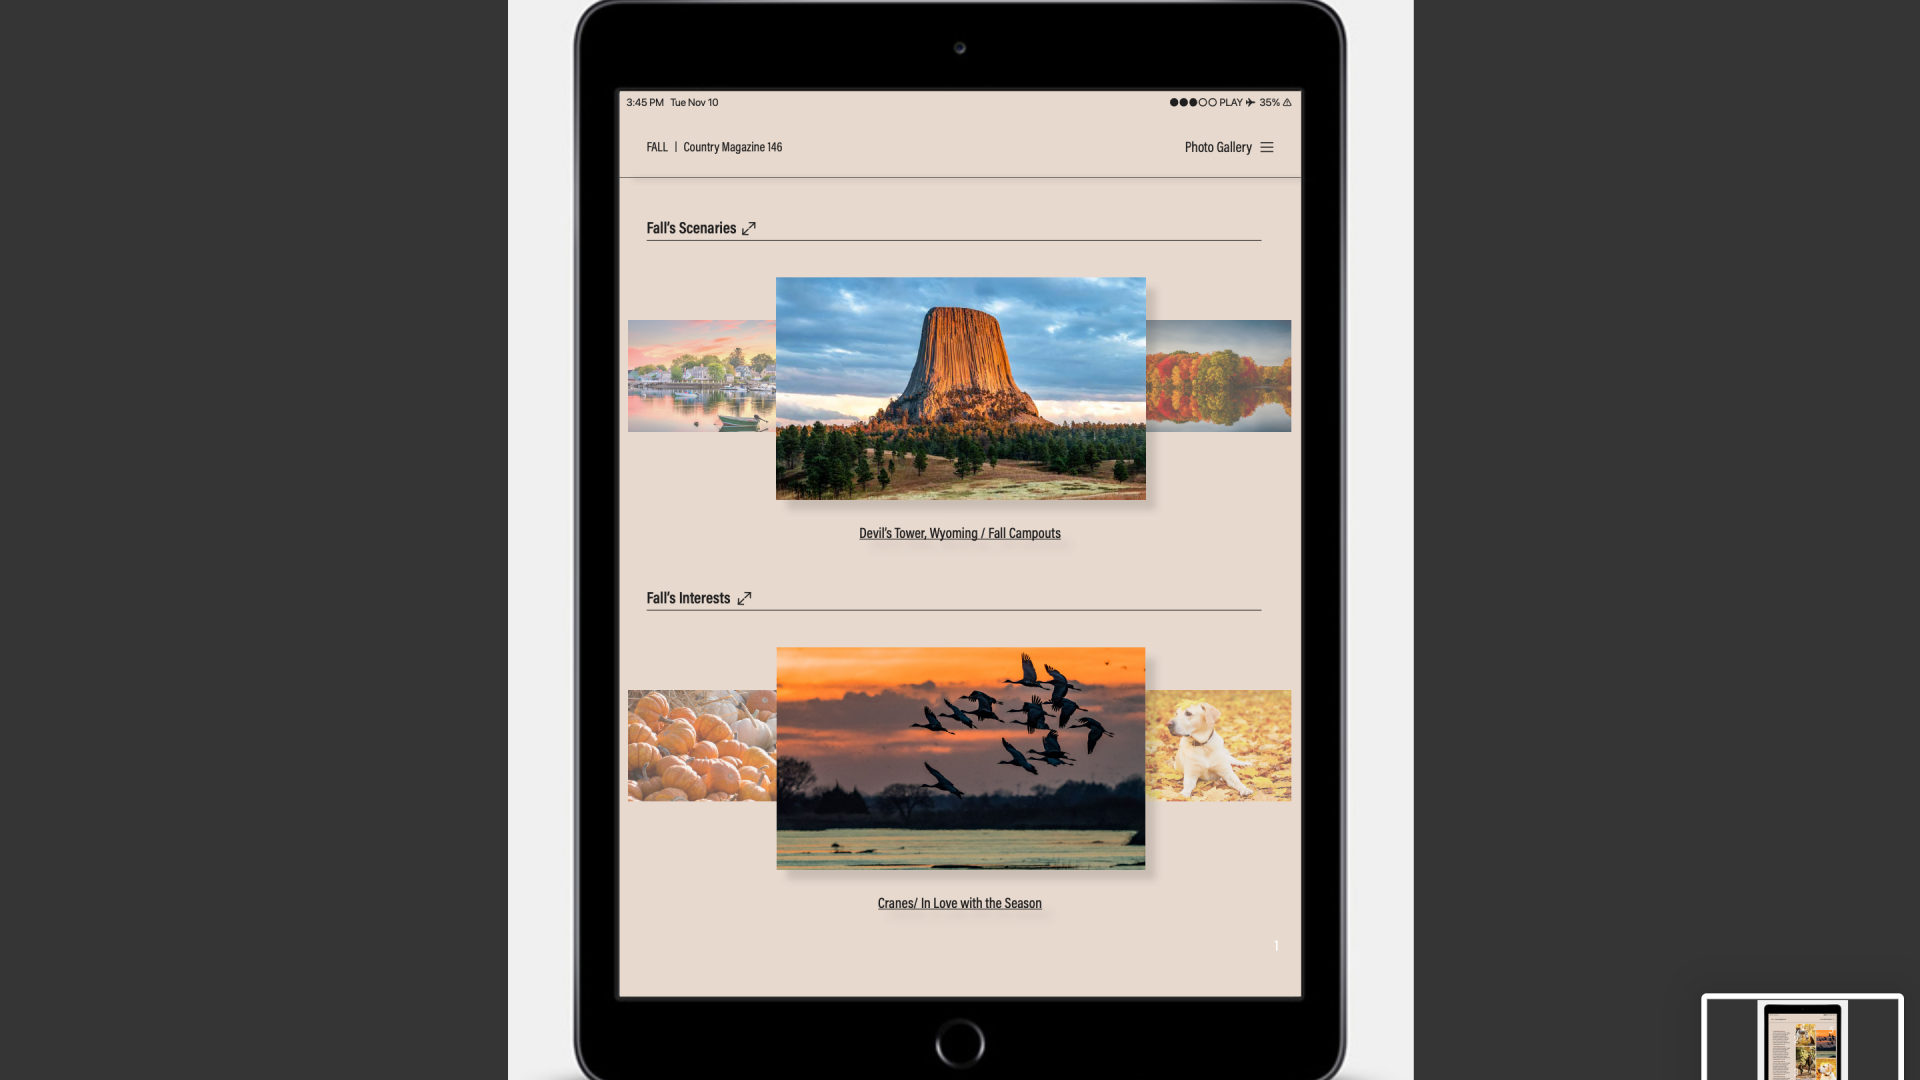 3:45 PM Tue Nov 10 PLAY 35%
FALL | Country Magazine 146 Photo Gallery
Fall's Scenaries
Devil's Tower, Wyoming / Fall Campouts
Fall's Interests
Cranes/ In Love with the Season
1